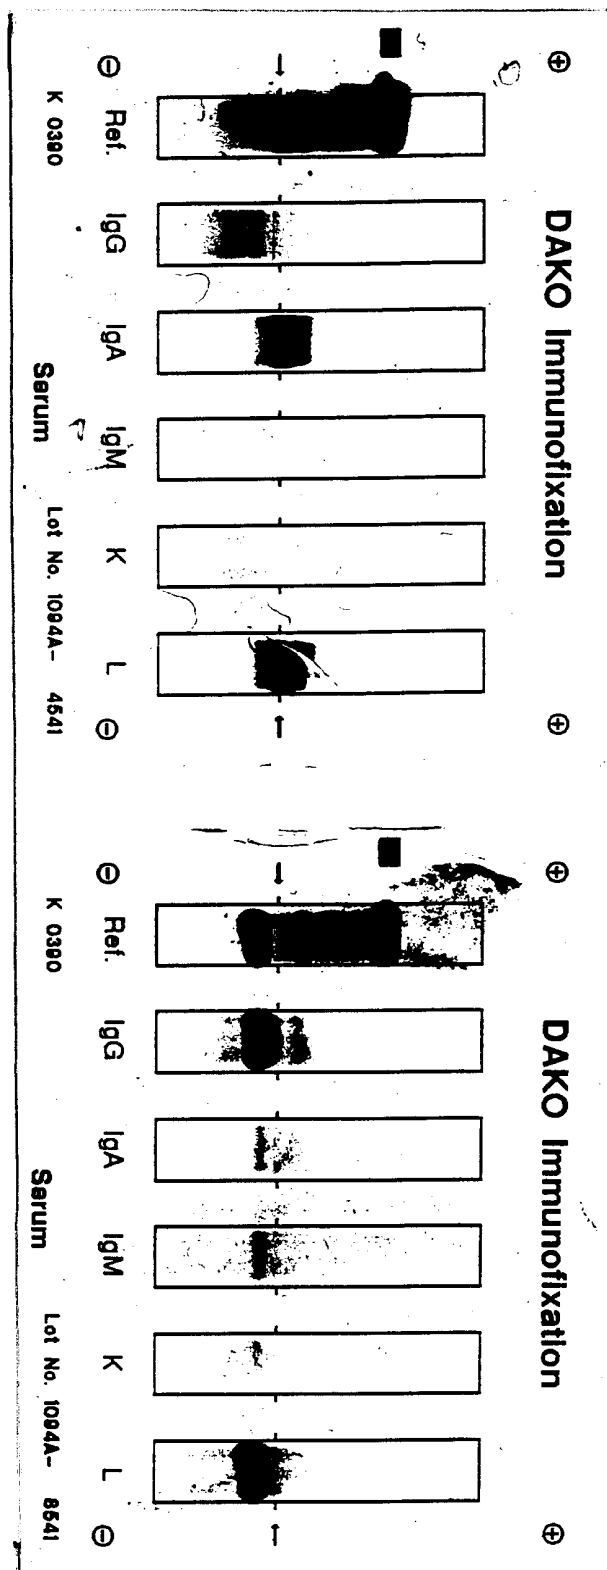 DAKO Immunofixation
⊕ ⊕
⊖ Ref. IgG IgA IgM K L ⊖
Serum
K 0390 Lot No. 1094A- 4541
DAKO Immunofixation
⊕ ⊕
⊖ Ref. IgG IgA IgM K L ⊖
Serum
K 0390 Lot No. 1094A- 8541